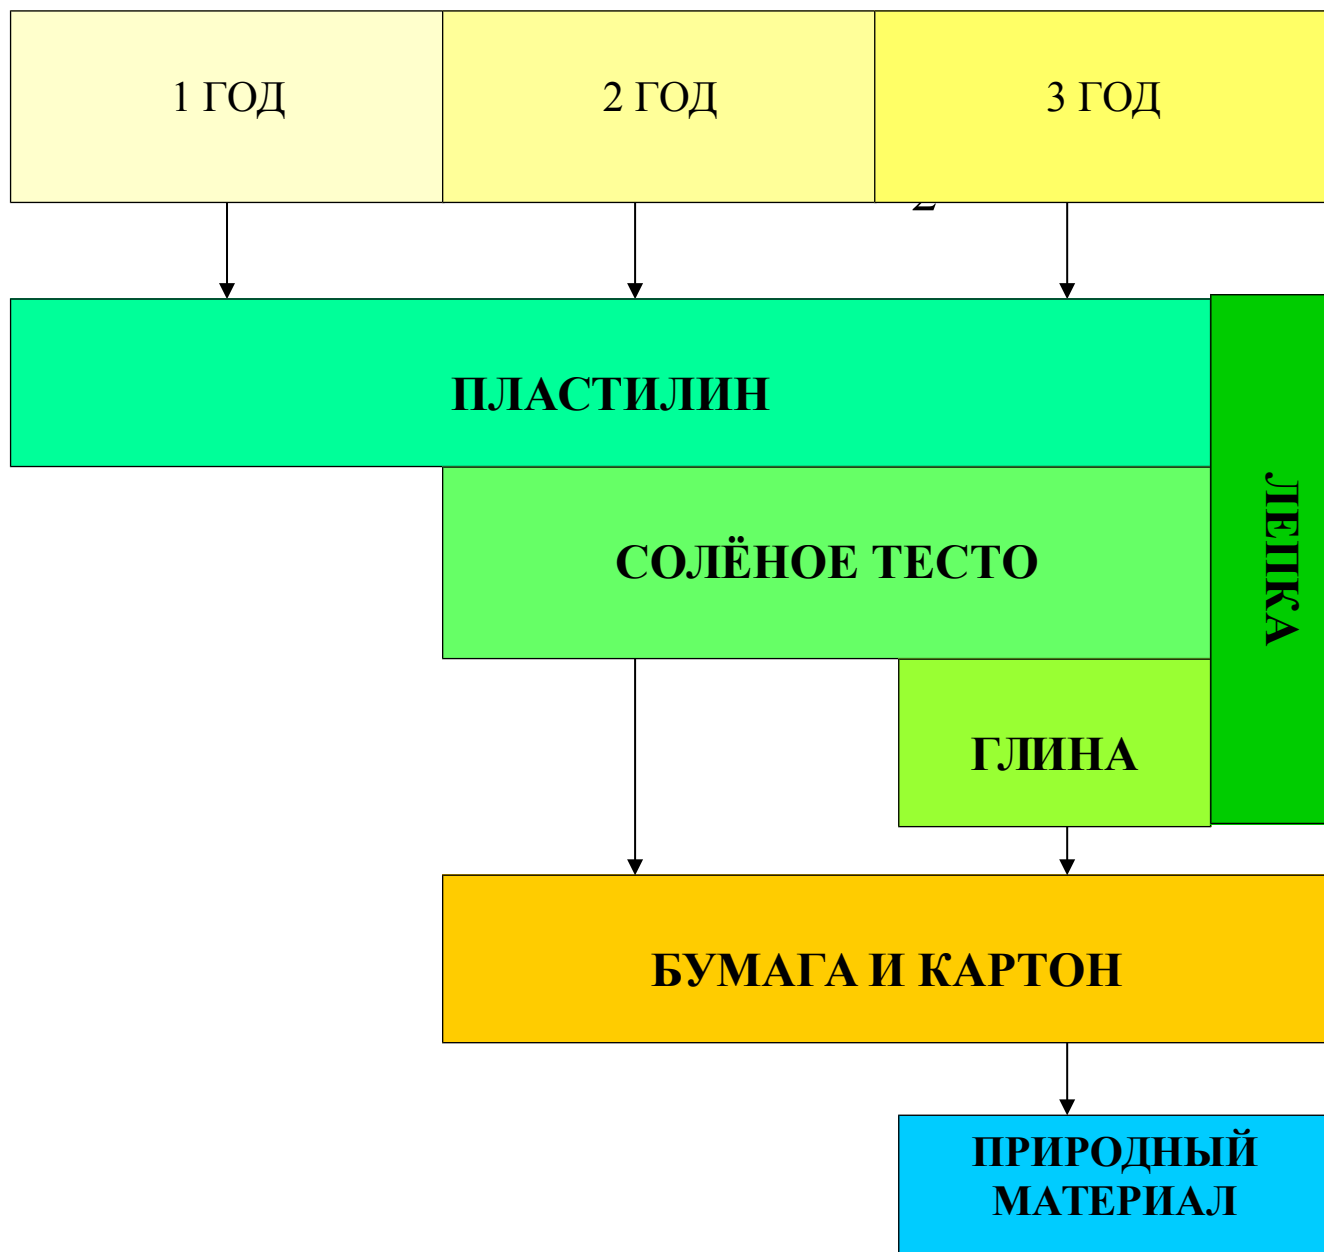 1 ГОД
2 ГОД
3 ГОД
ПЛАСТИЛИН
ЛЕПКА
СОЛЁНОЕ ТЕСТО
ГЛИНА
БУМАГА И КАРТОН
ПРИРОДНЫЙ
МАТЕРИАЛ